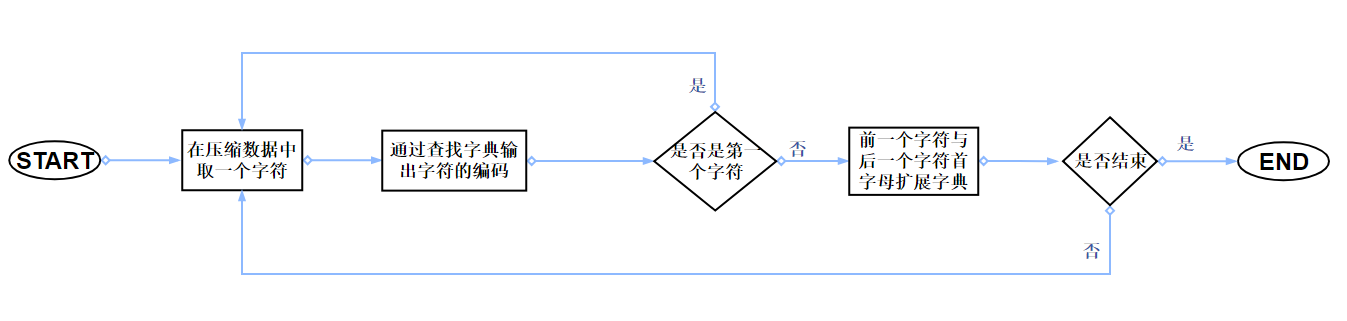 是
START
在压缩数据中
取一个字符
通过查找字典输
出字符的编码
是否是第一
个字符
否
前一个字符与
后一个字符首
字母扩展字典
是否结束
是
END
否